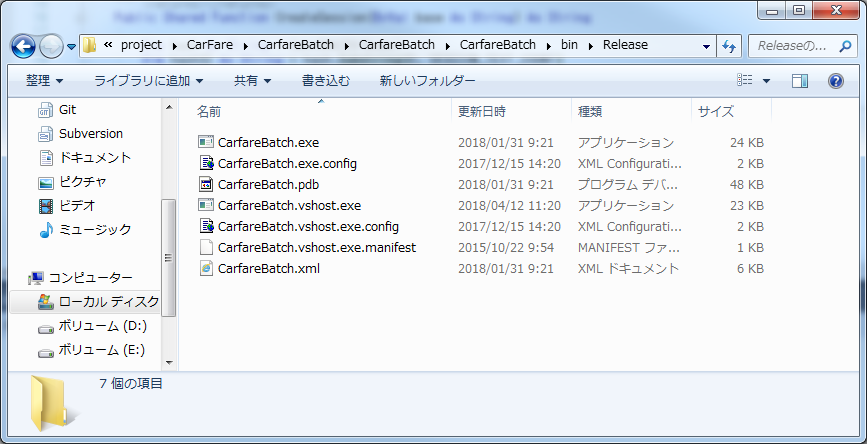 Public Shared Function CreateSession(ByVal base As String) As String
« project ▸ CarFare ▸ CarfareBatch ▸ CarfareBatch ▸ CarfareBatch ▸ bin ▸ Release
Releaseの...
整理 ライブラリに追加 共有 書き込む 新しいフォルダー
名前 更新日時 種類 サイズ
Git
Subversion
ドキュメント
ピクチャ
ビデオ
ミュージック
コンピューター
ローカル ディスク
ボリューム (D:)
ボリューム (E:)
CarfareBatch.exe 2018/01/31 9:21 アプリケーション 24 KB
CarfareBatch.exe.config 2017/12/15 14:20 XML Configurati... 2 KB
CarfareBatch.pdb 2018/01/31 9:21 プログラム デバ... 48 KB
CarfareBatch.vshost.exe 2018/04/12 11:20 アプリケーション 23 KB
CarfareBatch.vshost.exe.config 2017/12/15 14:20 XML Configurati... 2 KB
CarfareBatch.vshost.exe.manifest 2015/10/22 9:54 MANIFEST ファ... 1 KB
CarfareBatch.xml 2018/01/31 9:21 XML ドキュメント 6 KB
7 個の項目